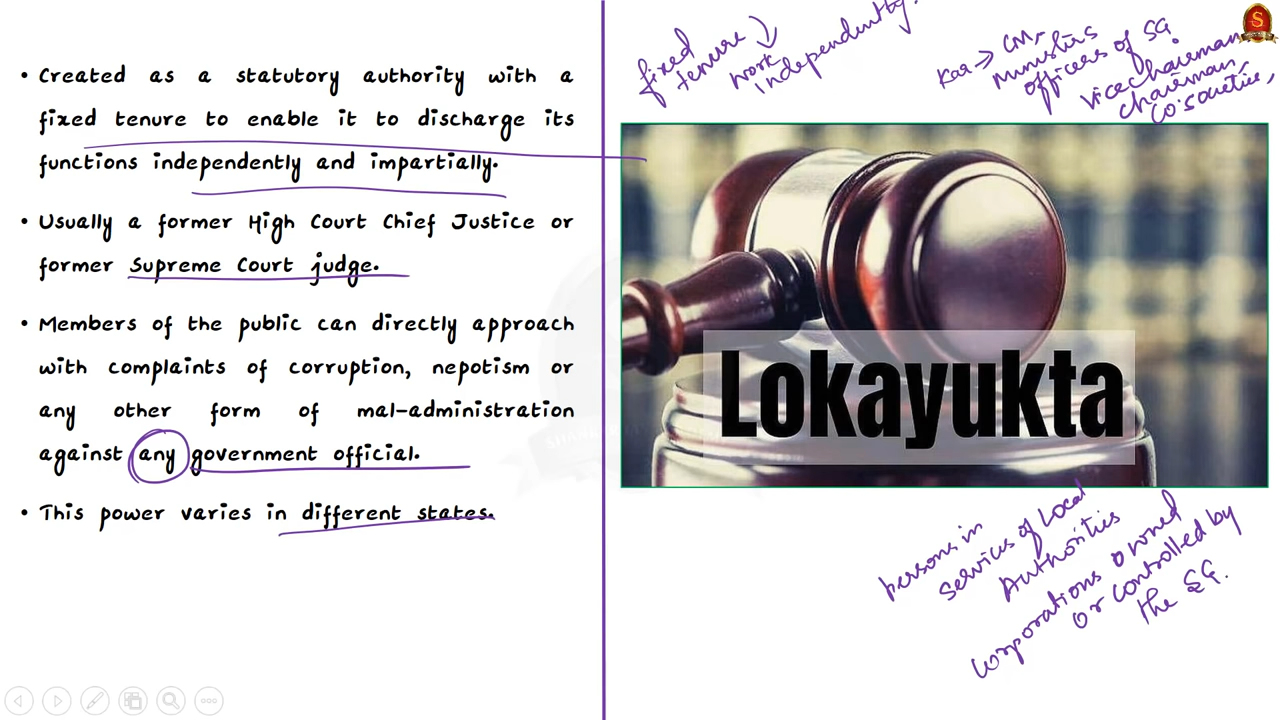 • Created as a statutory authority with a
fixed tenure to enable it to discharge its
functions independently and impartially.
• Usually a former High Court Chief Justice or
former Supreme Court judge.
• Members of the public can directly approach
with complaints of corruption, nepotism or
any other form of mal-administration
against any government official.
• This power varies in different states.
fixed
tenure
work
independently.
Kar → CM,
Ministers
officers of SG
Vice chairman
chairman,
Lokayukta
persons in
Services of Local
Authorities
Corporations owned
or controlled by
the SG.